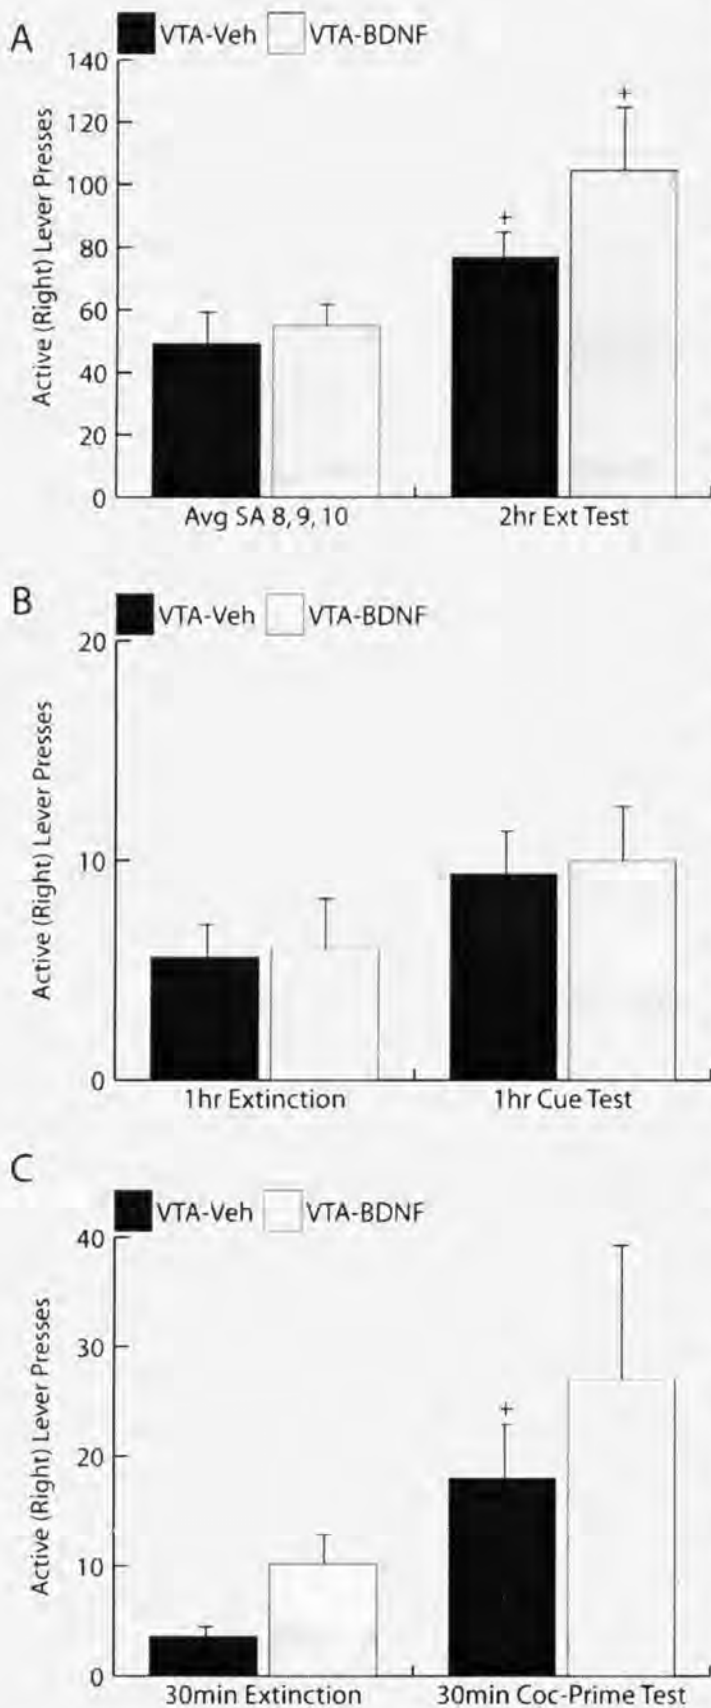 A
VTA-Veh VTA-BDNF
Active (Right) Lever Presses
140
120
100
80
60
40
20
0
+
+
Avg SA 8, 9, 10 2hr Ext Test
B
VTA-Veh VTA-BDNF
Active (Right) Lever Presses
20
10
0
1hr Extinction 1hr Cue Test
C
VTA-Veh VTA-BDNF
Active (Right) Lever Presses
40
30
20
10
0
+
30min Extinction 30min Coc-Prime Test